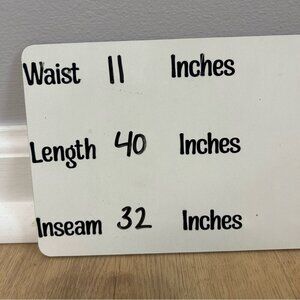 Waist 11 Inches
Length 40 Inches
Inseam 32 Inches